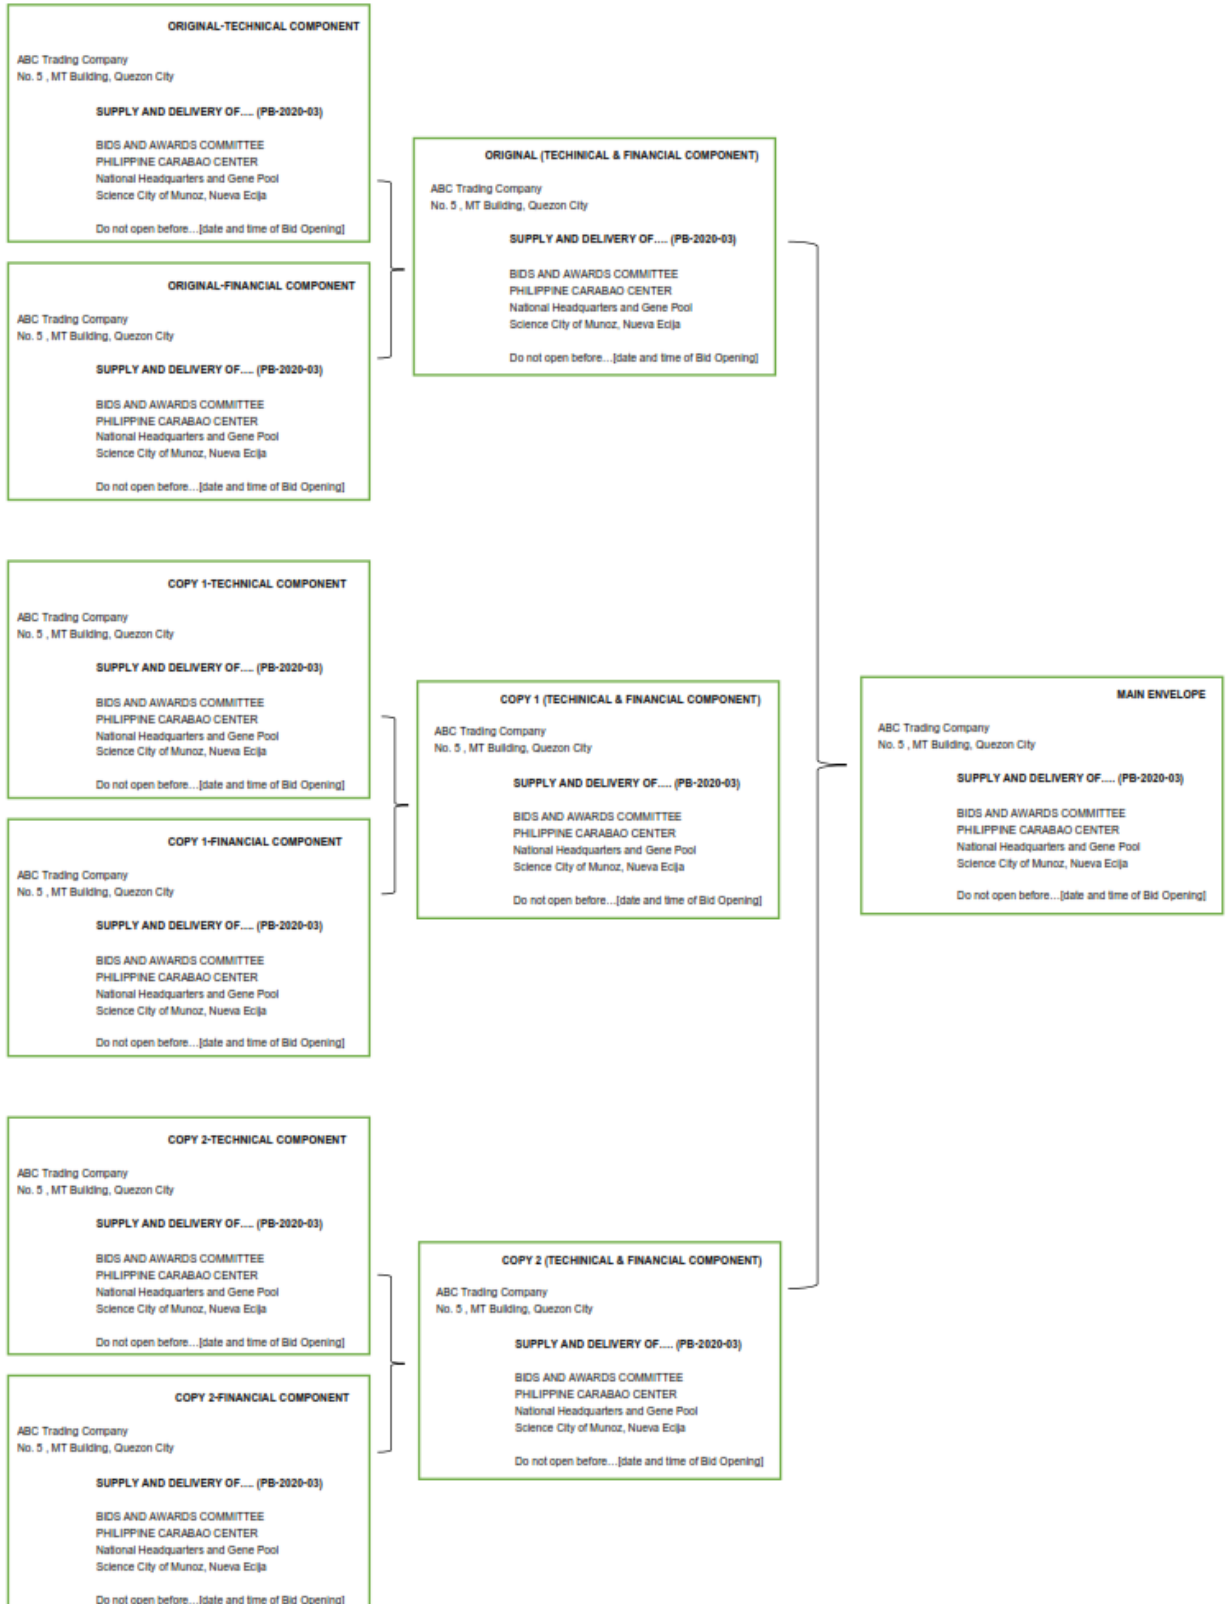 ORIGINAL-TECHNICAL COMPONENT
ABC Trading Company
No. 5 , MT Building, Quezon City
SUPPLY AND DELIVERY OF.... (PB-2020-03)
BIDS AND AWARDS COMMITTEE
PHILIPPINE CARABAO CENTER
National Headquarters and Gene Pool
Science City of Munoz, Nueva Ecija
Do not open before...[date and time of Bid Opening]
ORIGINAL-FINANCIAL COMPONENT
ABC Trading Company
No. 5 , MT Building, Quezon City
SUPPLY AND DELIVERY OF.... (PB-2020-03)
BIDS AND AWARDS COMMITTEE
PHILIPPINE CARABAO CENTER
National Headquarters and Gene Pool
Science City of Munoz, Nueva Ecija
Do not open before...[date and time of Bid Opening]
ORIGINAL (TECHINICAL & FINANCIAL COMPONENT)
ABC Trading Company
No. 5 , MT Building, Quezon City
SUPPLY AND DELIVERY OF.... (PB-2020-03)
BIDS AND AWARDS COMMITTEE
PHILIPPINE CARABAO CENTER
National Headquarters and Gene Pool
Science City of Munoz, Nueva Ecija
Do not open before...[date and time of Bid Opening]
COPY 1-TECHNICAL COMPONENT
ABC Trading Company
No. 5 , MT Building, Quezon City
SUPPLY AND DELIVERY OF.... (PB-2020-03)
BIDS AND AWARDS COMMITTEE
PHILIPPINE CARABAO CENTER
National Headquarters and Gene Pool
Science City of Munoz, Nueva Ecija
Do not open before...[date and time of Bid Opening]
COPY 1-FINANCIAL COMPONENT
ABC Trading Company
No. 5 , MT Building, Quezon City
SUPPLY AND DELIVERY OF.... (PB-2020-03)
BIDS AND AWARDS COMMITTEE
PHILIPPINE CARABAO CENTER
National Headquarters and Gene Pool
Science City of Munoz, Nueva Ecija
Do not open before...[date and time of Bid Opening]
COPY 1 (TECHINICAL & FINANCIAL COMPONENT)
ABC Trading Company
No. 5 , MT Building, Quezon City
SUPPLY AND DELIVERY OF.... (PB-2020-03)
BIDS AND AWARDS COMMITTEE
PHILIPPINE CARABAO CENTER
National Headquarters and Gene Pool
Science City of Munoz, Nueva Ecija
Do not open before...[date and time of Bid Opening]
MAIN ENVELOPE
ABC Trading Company
No. 5 , MT Building, Quezon City
SUPPLY AND DELIVERY OF.... (PB-2020-03)
BIDS AND AWARDS COMMITTEE
PHILIPPINE CARABAO CENTER
National Headquarters and Gene Pool
Science City of Munoz, Nueva Ecija
Do not open before...[date and time of Bid Opening]
COPY 2-TECHNICAL COMPONENT
ABC Trading Company
No. 5 , MT Building, Quezon City
SUPPLY AND DELIVERY OF.... (PB-2020-03)
BIDS AND AWARDS COMMITTEE
PHILIPPINE CARABAO CENTER
National Headquarters and Gene Pool
Science City of Munoz, Nueva Ecija
Do not open before...[date and time of Bid Opening]
COPY 2-FINANCIAL COMPONENT
ABC Trading Company
No. 5 , MT Building, Quezon City
SUPPLY AND DELIVERY OF.... (PB-2020-03)
BIDS AND AWARDS COMMITTEE
PHILIPPINE CARABAO CENTER
National Headquarters and Gene Pool
Science City of Munoz, Nueva Ecija
Do not open before...[date and time of Bid Opening]
COPY 2 (TECHINICAL & FINANCIAL COMPONENT)
ABC Trading Company
No. 5 , MT Building, Quezon City
SUPPLY AND DELIVERY OF.... (PB-2020-03)
BIDS AND AWARDS COMMITTEE
PHILIPPINE CARABAO CENTER
National Headquarters and Gene Pool
Science City of Munoz, Nueva Ecija
Do not open before...[date and time of Bid Opening]